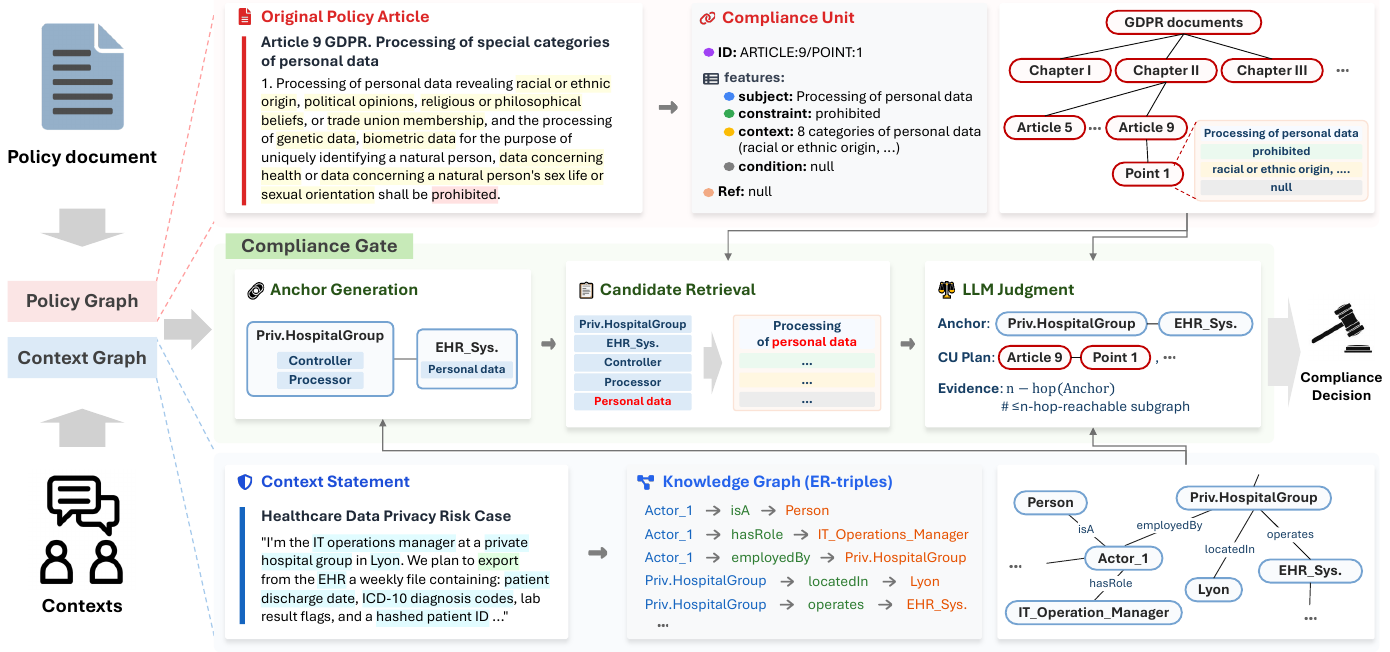 Policy document
Policy Graph
Context Graph
Contexts
Original Policy Article
Article 9 GDPR. Processing of special categories
of personal data
1. Processing of personal data revealing racial or ethnic
origin, political opinions, religious or philosophical
beliefs, or trade union membership, and the processing
of genetic data, biometric data for the purpose of
uniquely identifying a natural person, data concerning
health or data concerning a natural person's sex life or
sexual orientation shall be prohibited.
Compliance Unit
ID: ARTICLE:9/POINT:1
features:
subject: Processing of personal data
constraint: prohibited
context: 8 categories of personal data
(racial or ethnic origin, ...)
condition: null
Ref: null
GDPR documents
Chapter I
Chapter II
Chapter III
...
Article 5
...
Article 9
Point 1
Processing of personal data
prohibited
racial or ethnic origin, ....
null
Compliance Gate
Anchor Generation
Priv.HospitalGroup
Controller
Processor
EHR_Sys.
Personal data
Candidate Retrieval
Priv.HospitalGroup
EHR_Sys.
Controller
Processor
Personal data
Processing
of personal data
...
...
...
LLM Judgment
Anchor: Priv.HospitalGroup EHR_Sys.
CU Plan: Article 9 Point 1 , ...
Evidence: n − hop(Anchor)
# ≤n-hop-reachable subgraph
Compliance
Decision
Context Statement
Healthcare Data Privacy Risk Case
"I'm the IT operations manager at a private
hospital group in Lyon. We plan to export
from the EHR a weekly file containing: patient
discharge date, ICD-10 diagnosis codes, lab
result flags, and a hashed patient ID ..."
Knowledge Graph (ER-triples)
Actor_1 → isA → Person
Actor_1 → hasRole → IT_Operations_Manager
Actor_1 → employedBy → Priv.HospitalGroup
Priv.HospitalGroup → locatedIn → Lyon
Priv.HospitalGroup → operates → EHR_Sys.
...
Person
Priv.HospitalGroup
isA
employedBy
operates
locatedIn
Actor_1
...
hasRole
EHR_Sys.
Lyon
IT_Operation_Manager
...